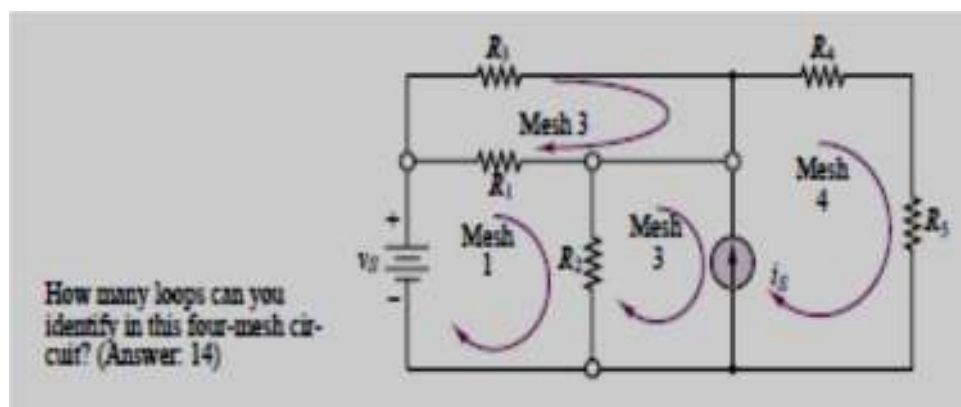 R₃
R₄
Mesh 3
R₁
Mesh
4
+
Mesh
1
R₂
Mesh
3
R₅
vS
iS
−
How many loops can you
identify in this four-mesh cir-
cuit? (Answer: 14)